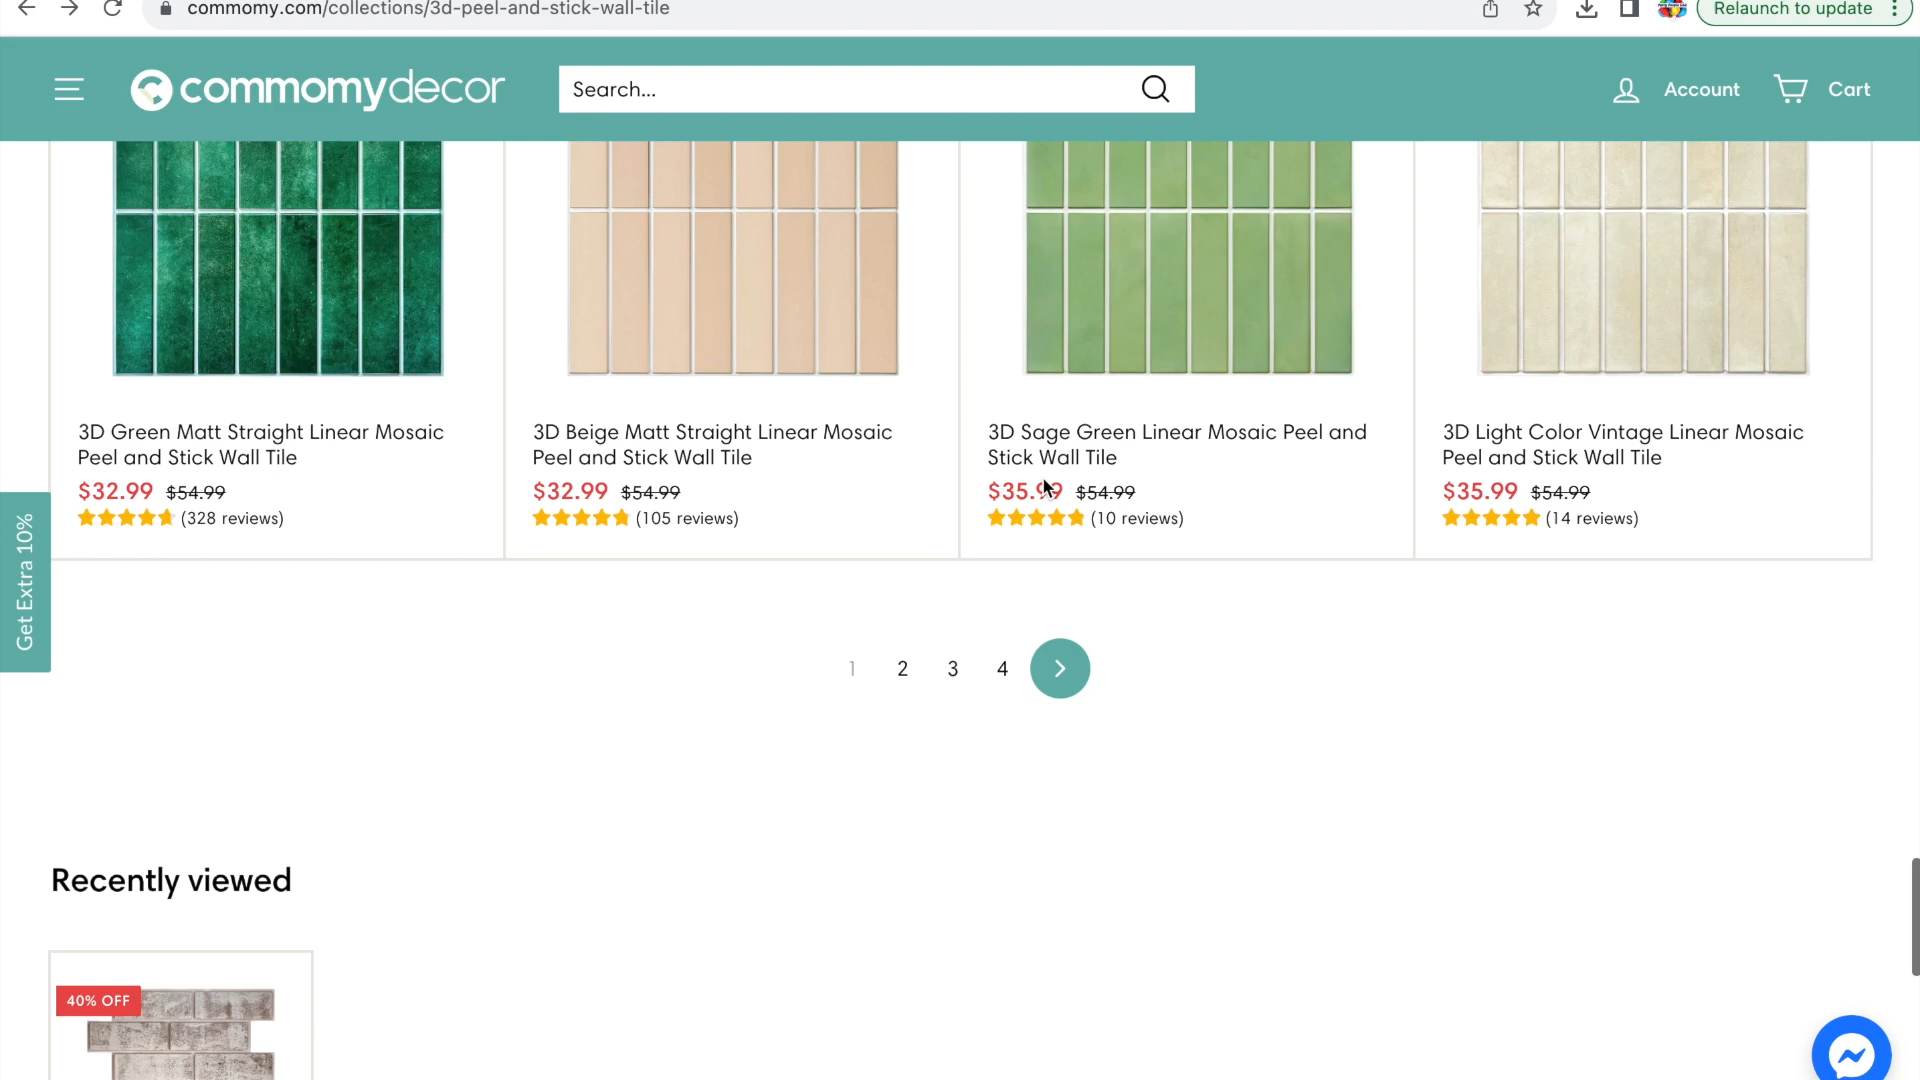 commomy.com/collections/3d-peel-and-stick-wall-tile
Relaunch to update
commomydecor
Search...
Account
Cart
3D Green Matt Straight Linear Mosaic
Peel and Stick Wall Tile
$32.99 $54.99
(328 reviews)
3D Beige Matt Straight Linear Mosaic
Peel and Stick Wall Tile
$32.99 $54.99
(105 reviews)
3D Sage Green Linear Mosaic Peel and
Stick Wall Tile
$35.99 $54.99
(10 reviews)
3D Light Color Vintage Linear Mosaic
Peel and Stick Wall Tile
$35.99 $54.99
(14 reviews)
Get Extra 10%
1 2 3 4
Recently viewed
40% OFF